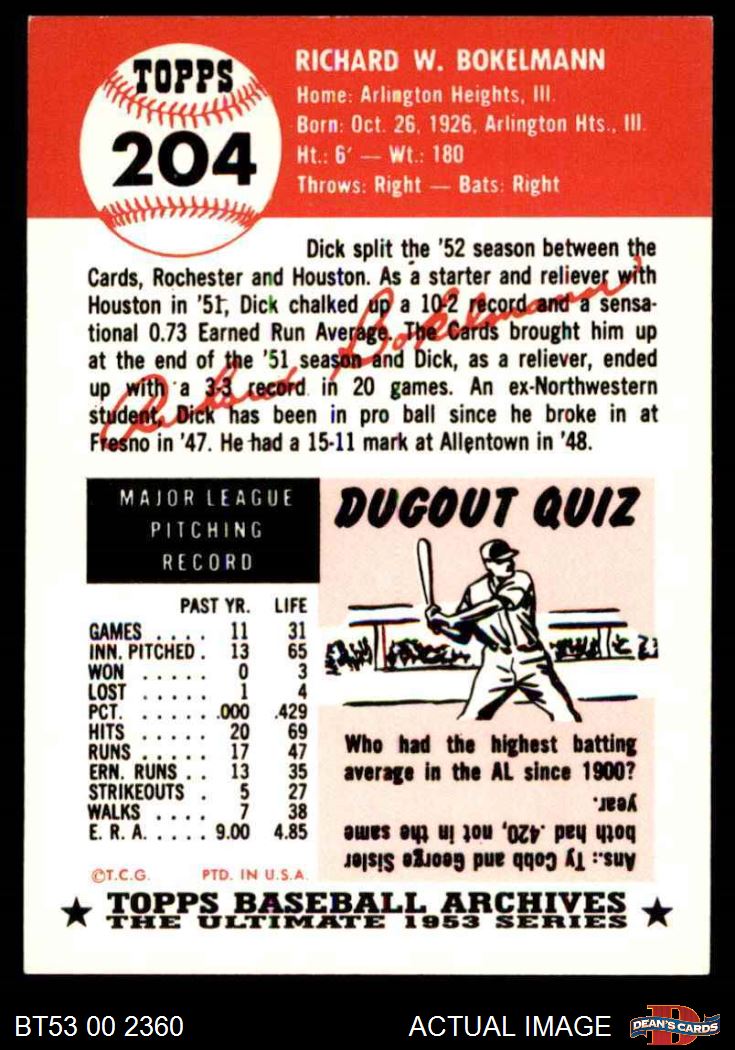 TOPPS
204
RICHARD W. BOKELMANN
Home: Arlington Heights, Ill.
Born: Oct. 26, 1926, Arlington Hts., Ill.
Ht.: 6' — Wt.: 180
Throws: Right — Bats: Right
Dick split the '52 season between the
Cards, Rochester and Houston. As a starter and reliever with
Houston in '51, Dick chalked up a 10-2 record and a sensa-
tional 0.73 Earned Run Average. The Cards brought him up
at the end of the '51 season and Dick, as a reliever, ended
up with a 3-3 record in 20 games. An ex-Northwestern
student, Dick has been in pro ball since he broke in at
Fresno in '47. He had a 15-11 mark at Allentown in '48.
Richard Bokelmann
MAJOR LEAGUE
PITCHING
RECORD
PAST YR. LIFE
GAMES .... 11 31
INN. PITCHED . 13 65
WON ..... 0 3
LOST ..... 1 4
PCT. ...... .000 .429
HITS ...... 20 69
RUNS ..... 17 47
ERN. RUNS .. 13 35
STRIKEOUTS . 5 27
WALKS .... 7 38
E. R. A. ..... 9.00 4.85
©T.C.G. PTD. IN U.S.A.
DUGOUT QUIZ
Who had the highest batting
average in the AL since 1900?
Ans.: Ty Cobb and George Sisler
both had .420, not in the same
year.
TOPPS BASEBALL ARCHIVES
THE ULTIMATE 1953 SERIES
BT53 00 2360
ACTUAL IMAGE
DEAN'S CARDS